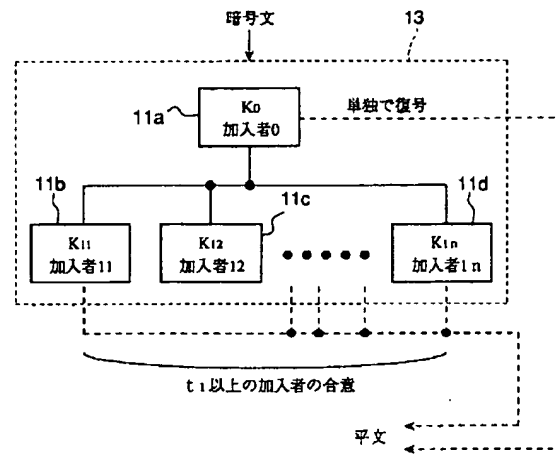 暗号文
13
K0
加入者0
11a
単独で復号
11b
11c
11d
K11
加入者11
K12
加入者12
K1n
加入者1n
t1以上の加入者の合意
平文